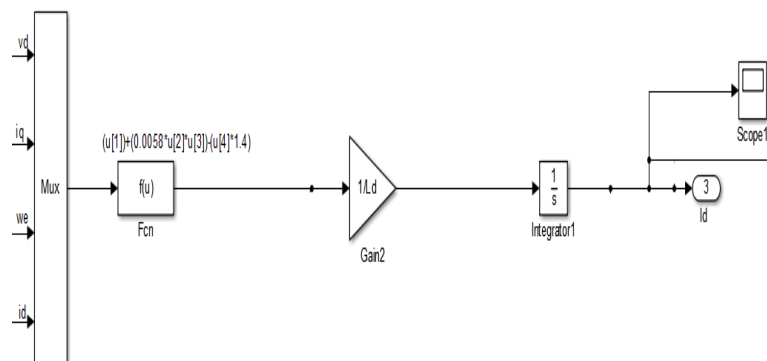 vd
iq
we
id
Mux
(u[1])+(0.0058*u[2]*u[3])-(u[4]*1.4)
f(u)
Fcn
1/Ld
Gain2
1
s
Integrator1
Scope1
3
Id